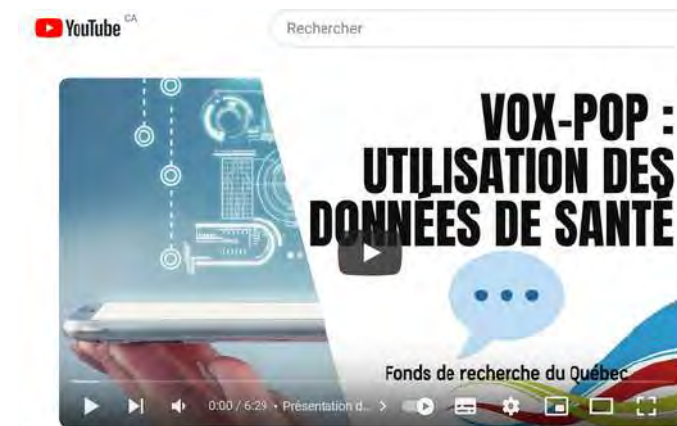 YouTube CA
Rechercher
VOX-POP :
UTILISATION DES
DONNÉES DE SANTÉ
Fonds de recherche du Québec
0:00 / 6:29 • Présentation d...